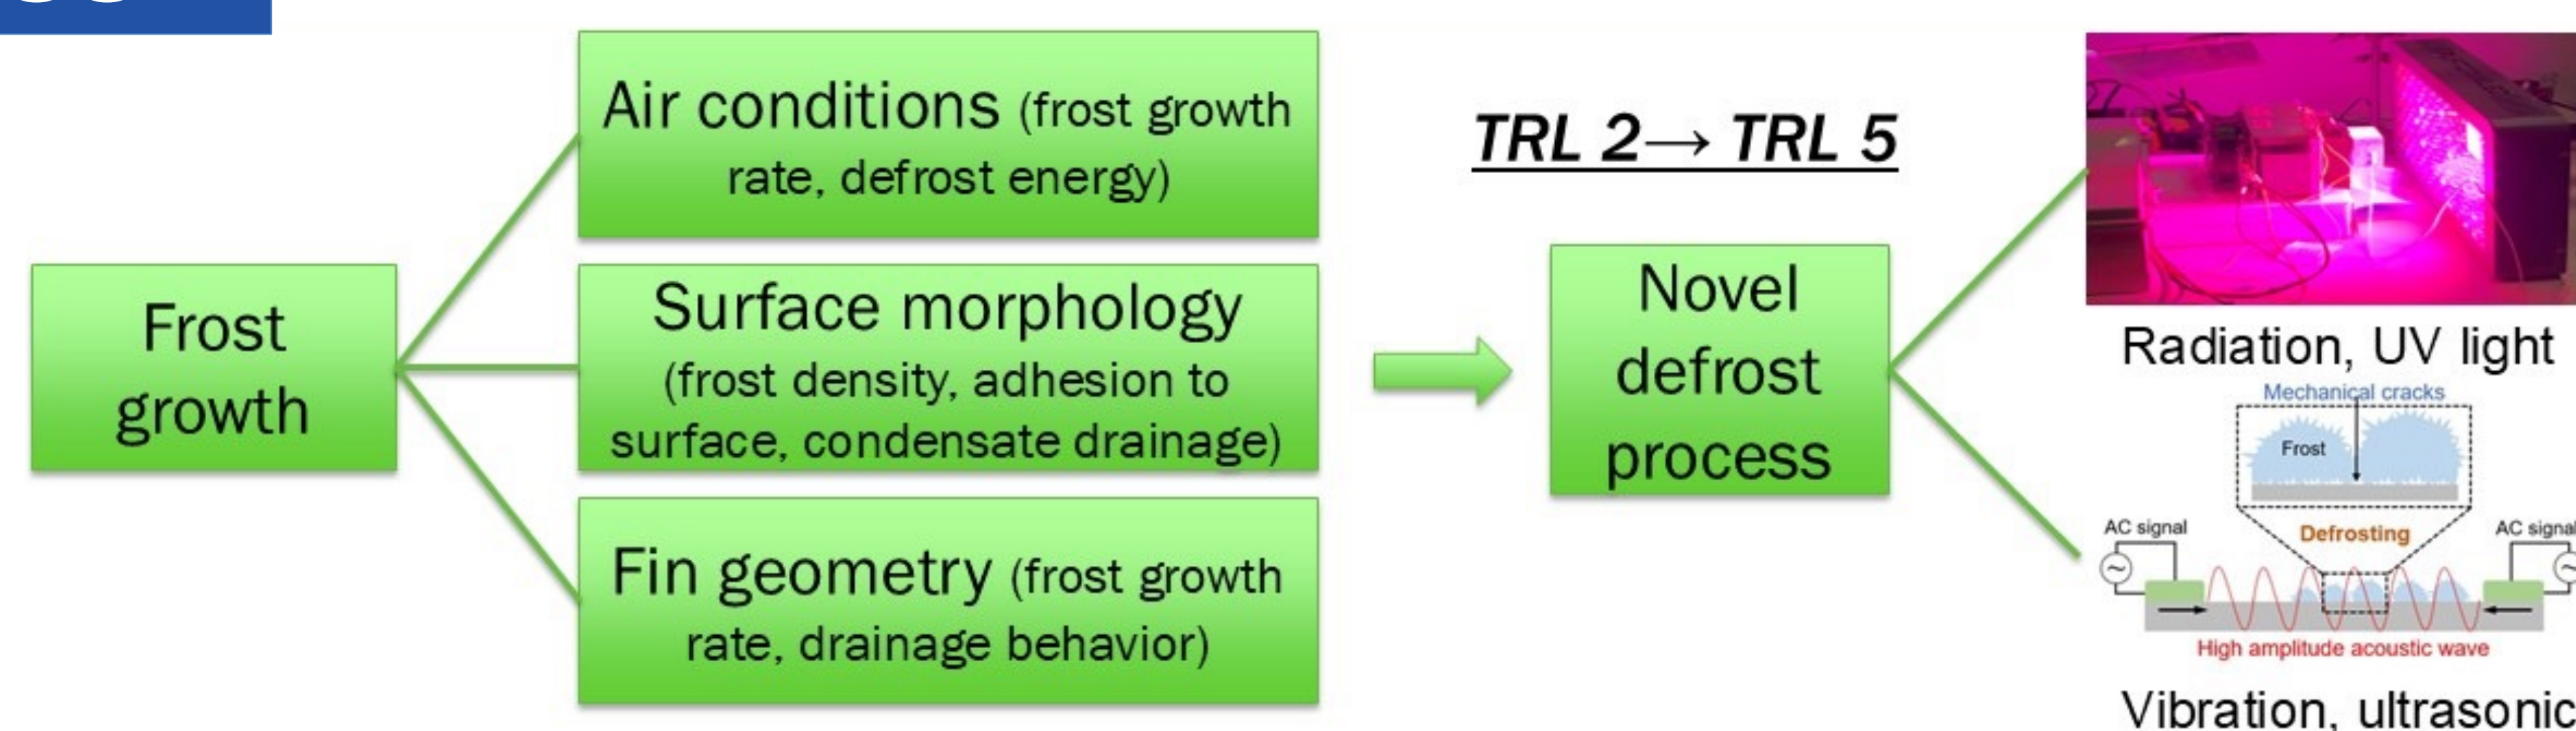 Frost
growth
Air conditions (frost growth
rate, defrost energy)
Surface morphology
(frost density, adhesion to
surface, condensate drainage)
Fin geometry (frost growth
rate, drainage behavior)
TRL 2→ TRL 5
Novel
defrost
process
Radiation, UV light
Mechanical cracks
Frost
AC signal
Defrosting
AC signal
High amplitude acoustic wave
Vibration, ultrasonic